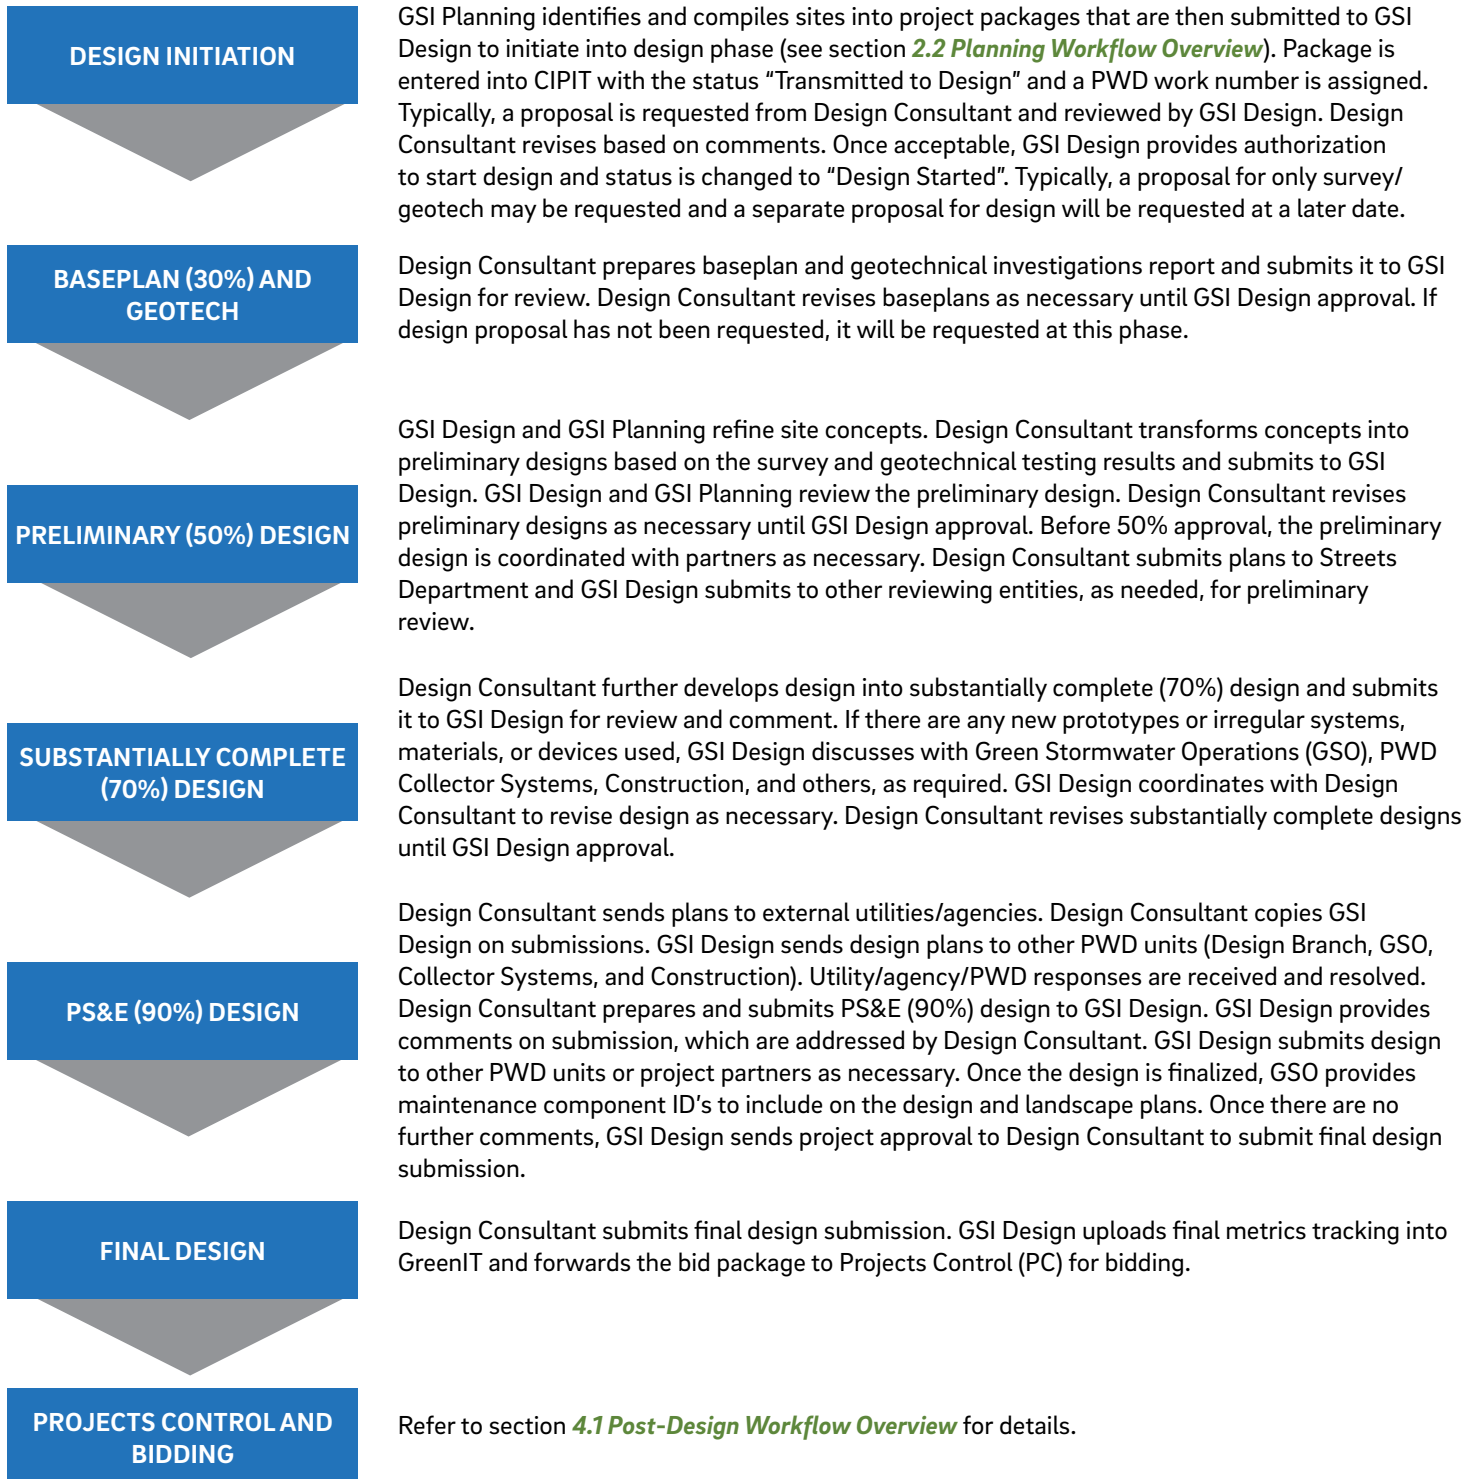 DESIGN INITIATION
GSI Planning identifies and compiles sites into project packages that are then submitted to GSI
Design to initiate into design phase (see section 2.2 Planning Workflow Overview). Package is
entered into CIPIT with the status “Transmitted to Design” and a PWD work number is assigned.
Typically, a proposal is requested from Design Consultant and reviewed by GSI Design. Design
Consultant revises based on comments. Once acceptable, GSI Design provides authorization
to start design and status is changed to “Design Started”. Typically, a proposal for only survey/
geotech may be requested and a separate proposal for design will be requested at a later date.
BASEPLAN (30%) AND
GEOTECH
Design Consultant prepares baseplan and geotechnical investigations report and submits it to GSI
Design for review. Design Consultant revises baseplans as necessary until GSI Design approval. If
design proposal has not been requested, it will be requested at this phase.
PRELIMINARY (50%) DESIGN
GSI Design and GSI Planning refine site concepts. Design Consultant transforms concepts into
preliminary designs based on the survey and geotechnical testing results and submits to GSI
Design. GSI Design and GSI Planning review the preliminary design. Design Consultant revises
preliminary designs as necessary until GSI Design approval. Before 50% approval, the preliminary
design is coordinated with partners as necessary. Design Consultant submits plans to Streets
Department and GSI Design submits to other reviewing entities, as needed, for preliminary
review.
SUBSTANTIALLY COMPLETE
(70%) DESIGN
Design Consultant further develops design into substantially complete (70%) design and submits
it to GSI Design for review and comment. If there are any new prototypes or irregular systems,
materials, or devices used, GSI Design discusses with Green Stormwater Operations (GSO), PWD
Collector Systems, Construction, and others, as required. GSI Design coordinates with Design
Consultant to revise design as necessary. Design Consultant revises substantially complete designs
until GSI Design approval.
PS&E (90%) DESIGN
Design Consultant sends plans to external utilities/agencies. Design Consultant copies GSI
Design on submissions. GSI Design sends design plans to other PWD units (Design Branch, GSO,
Collector Systems, and Construction). Utility/agency/PWD responses are received and resolved.
Design Consultant prepares and submits PS&E (90%) design to GSI Design. GSI Design provides
comments on submission, which are addressed by Design Consultant. GSI Design submits design
to other PWD units or project partners as necessary. Once the design is finalized, GSO provides
maintenance component ID’s to include on the design and landscape plans. Once there are no
further comments, GSI Design sends project approval to Design Consultant to submit final design
submission.
FINAL DESIGN
Design Consultant submits final design submission. GSI Design uploads final metrics tracking into
GreenIT and forwards the bid package to Projects Control (PC) for bidding.
PROJECTS CONTROL AND
BIDDING
Refer to section 4.1 Post-Design Workflow Overview for details.